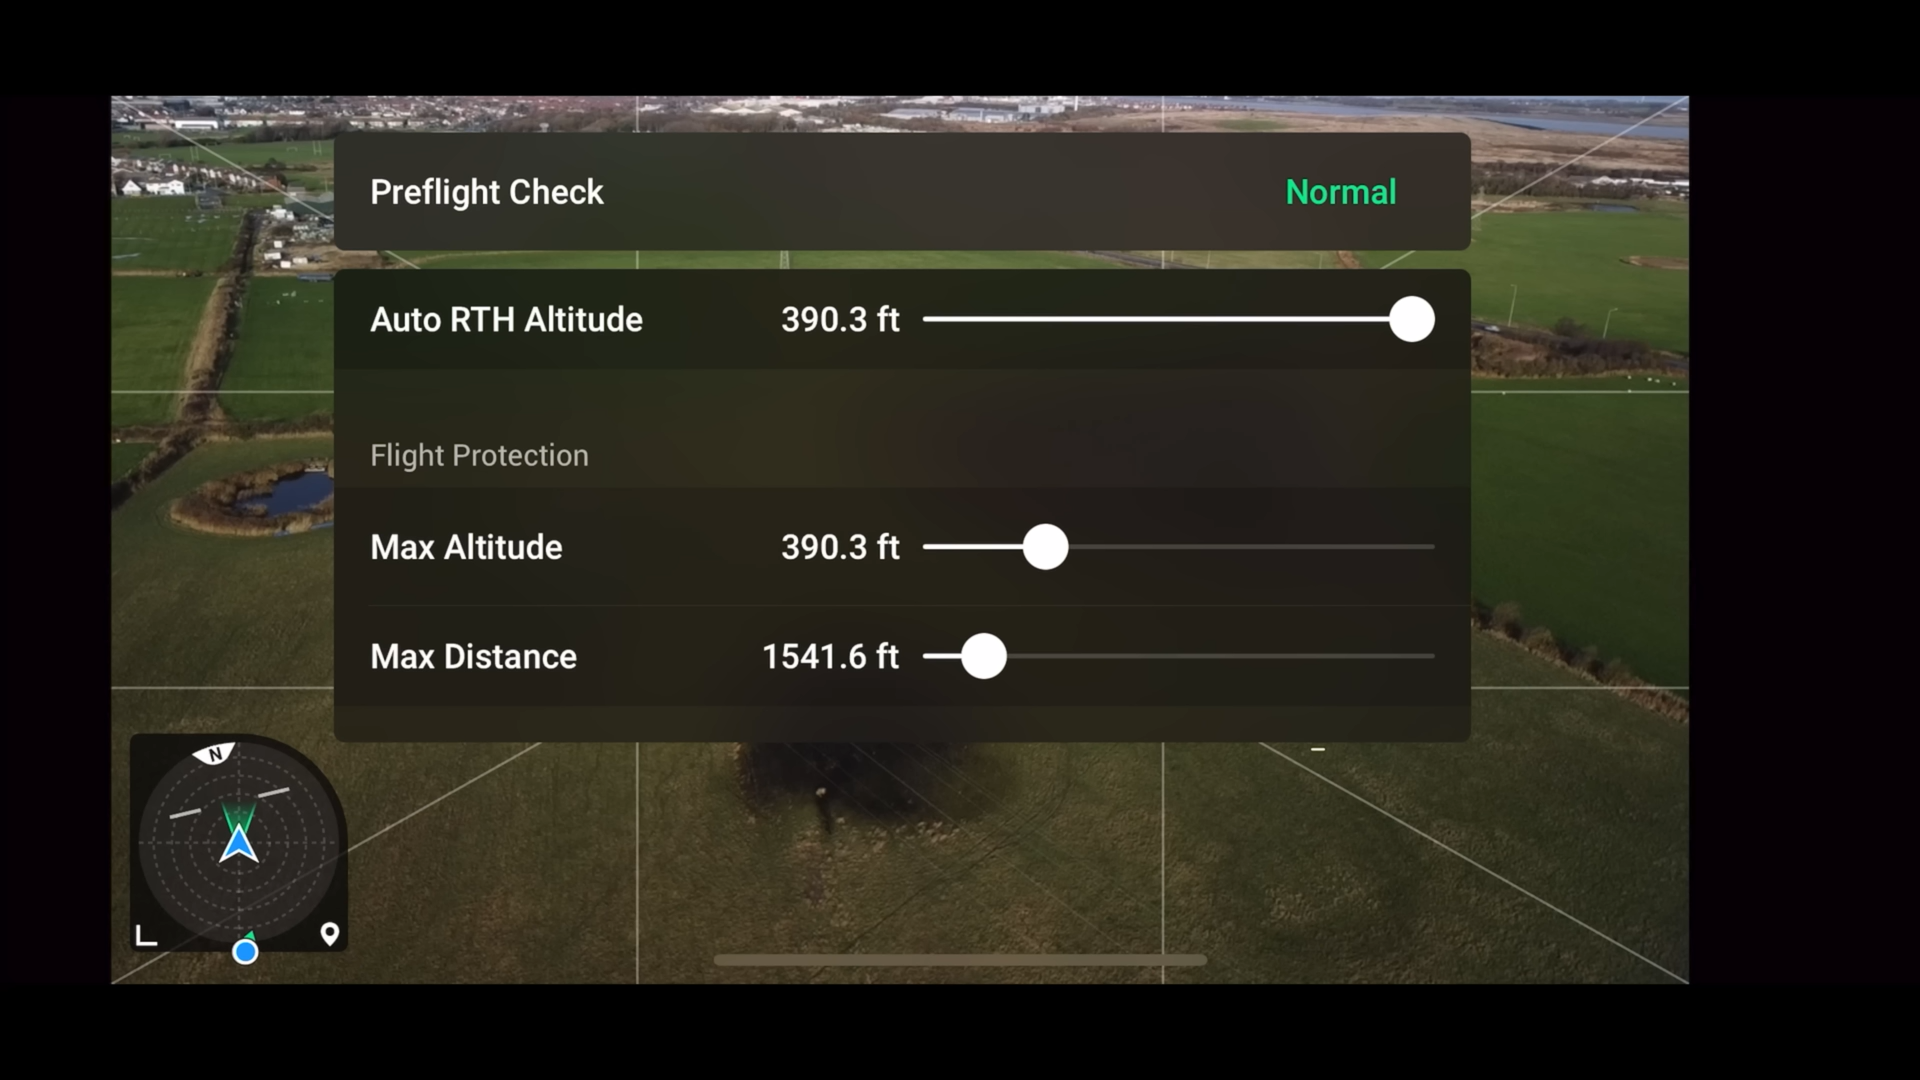 Preflight Check Normal
Auto RTH Altitude 390.3 ft
Flight Protection
Max Altitude 390.3 ft
Max Distance 1541.6 ft
N